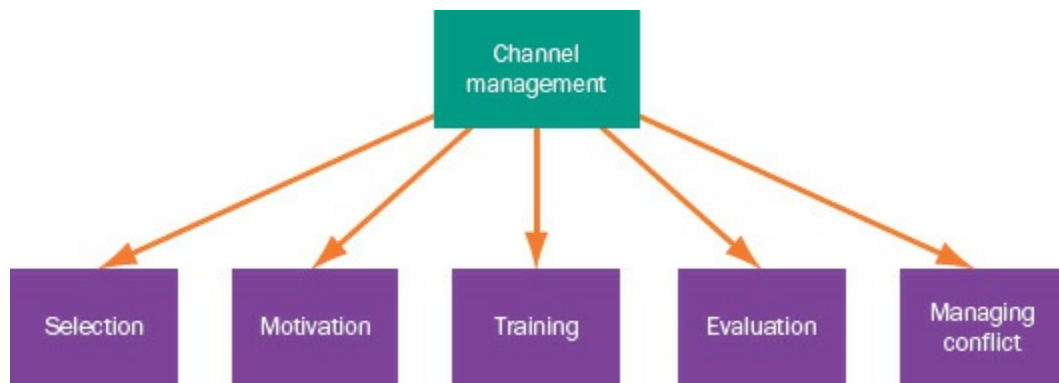 Channel
management
Selection
Motivation
Training
Evaluation
Managing
conflict